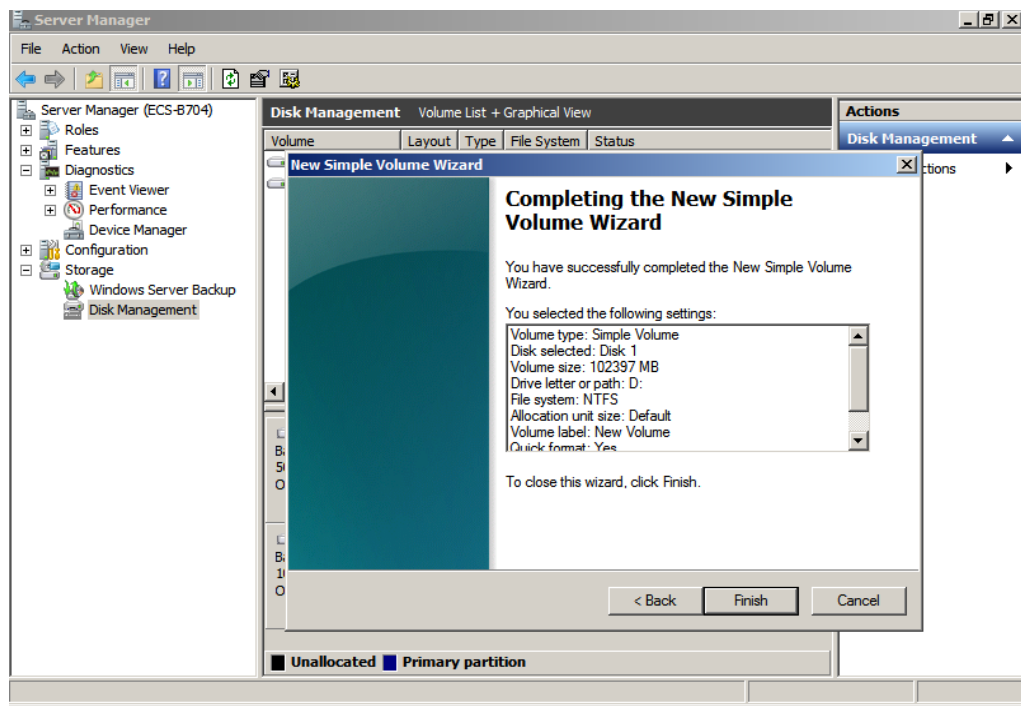 Server Manager
File Action View Help
Server Manager (ECS-B704)
Roles
Features
Diagnostics
Event Viewer
Performance
Device Manager
Configuration
Storage
Windows Server Backup
Disk Management
Disk Management Volume List + Graphical View
Volume Layout Type File System Status
Actions
Disk Management
New Simple Volume Wizard
Completing the New Simple
Volume Wizard
You have successfully completed the New Simple Volume
Wizard.
You selected the following settings:
Volume type: Simple Volume
Disk selected: Disk 1
Volume size: 102397 MB
Drive letter or path: D:
File system: NTFS
Allocation unit size: Default
Volume label: New Volume
Quick format: Yes
To close this wizard, click Finish.
< Back Finish Cancel
Unallocated Primary partition